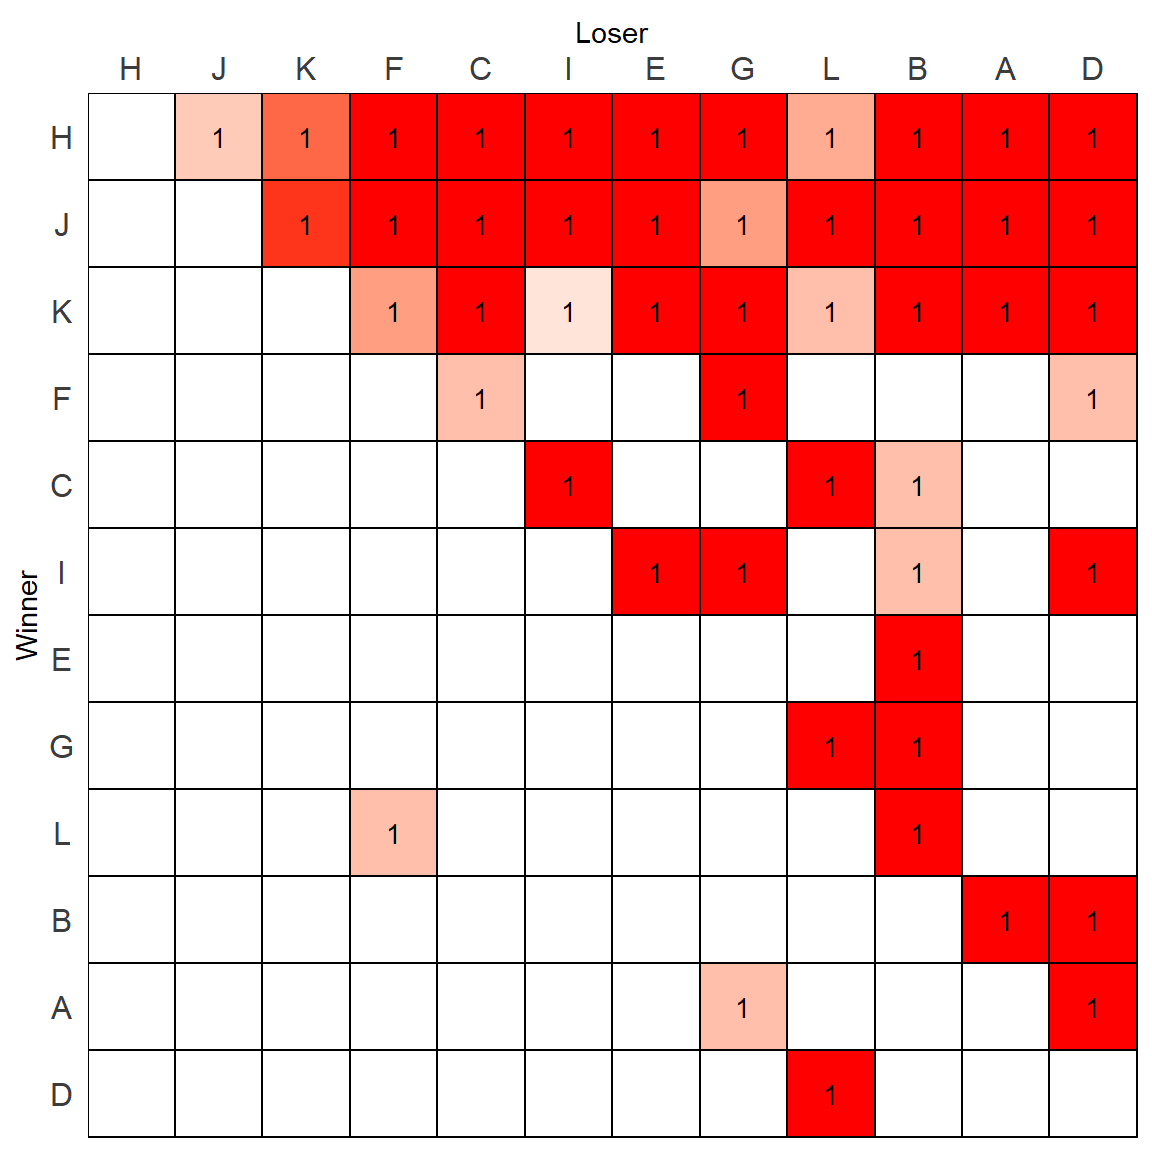 Loser
H J K F C I E G L B A D
H 1 1 1 1 1 1 1 1 1 1 1
J 1 1 1 1 1 1 1 1 1 1
K 1 1 1 1 1 1 1 1 1
F 1 1 1
C 1 1 1
I 1 1 1 1
Winner
E 1
G 1 1
L 1 1
B 1 1
A 1 1
D 1